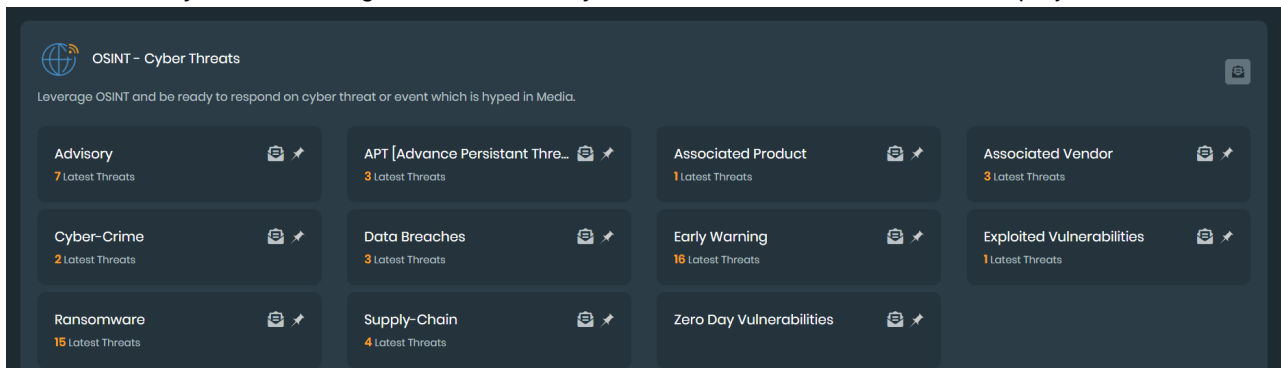 OSINT - Cyber Threats
Leverage OSINT and be ready to respond on cyber threat or event which is hyped in Media.
Advisory
7 Latest Threats
APT [Advance Persistant Thre...
3 Latest Threats
Associated Product
1 Latest Threats
Associated Vendor
3 Latest Threats
Cyber-Crime
2 Latest Threats
Data Breaches
3 Latest Threats
Early Warning
16 Latest Threats
Exploited Vulnerabilities
1 Latest Threats
Ransomware
15 Latest Threats
Supply-Chain
4 Latest Threats
Zero Day Vulnerabilities